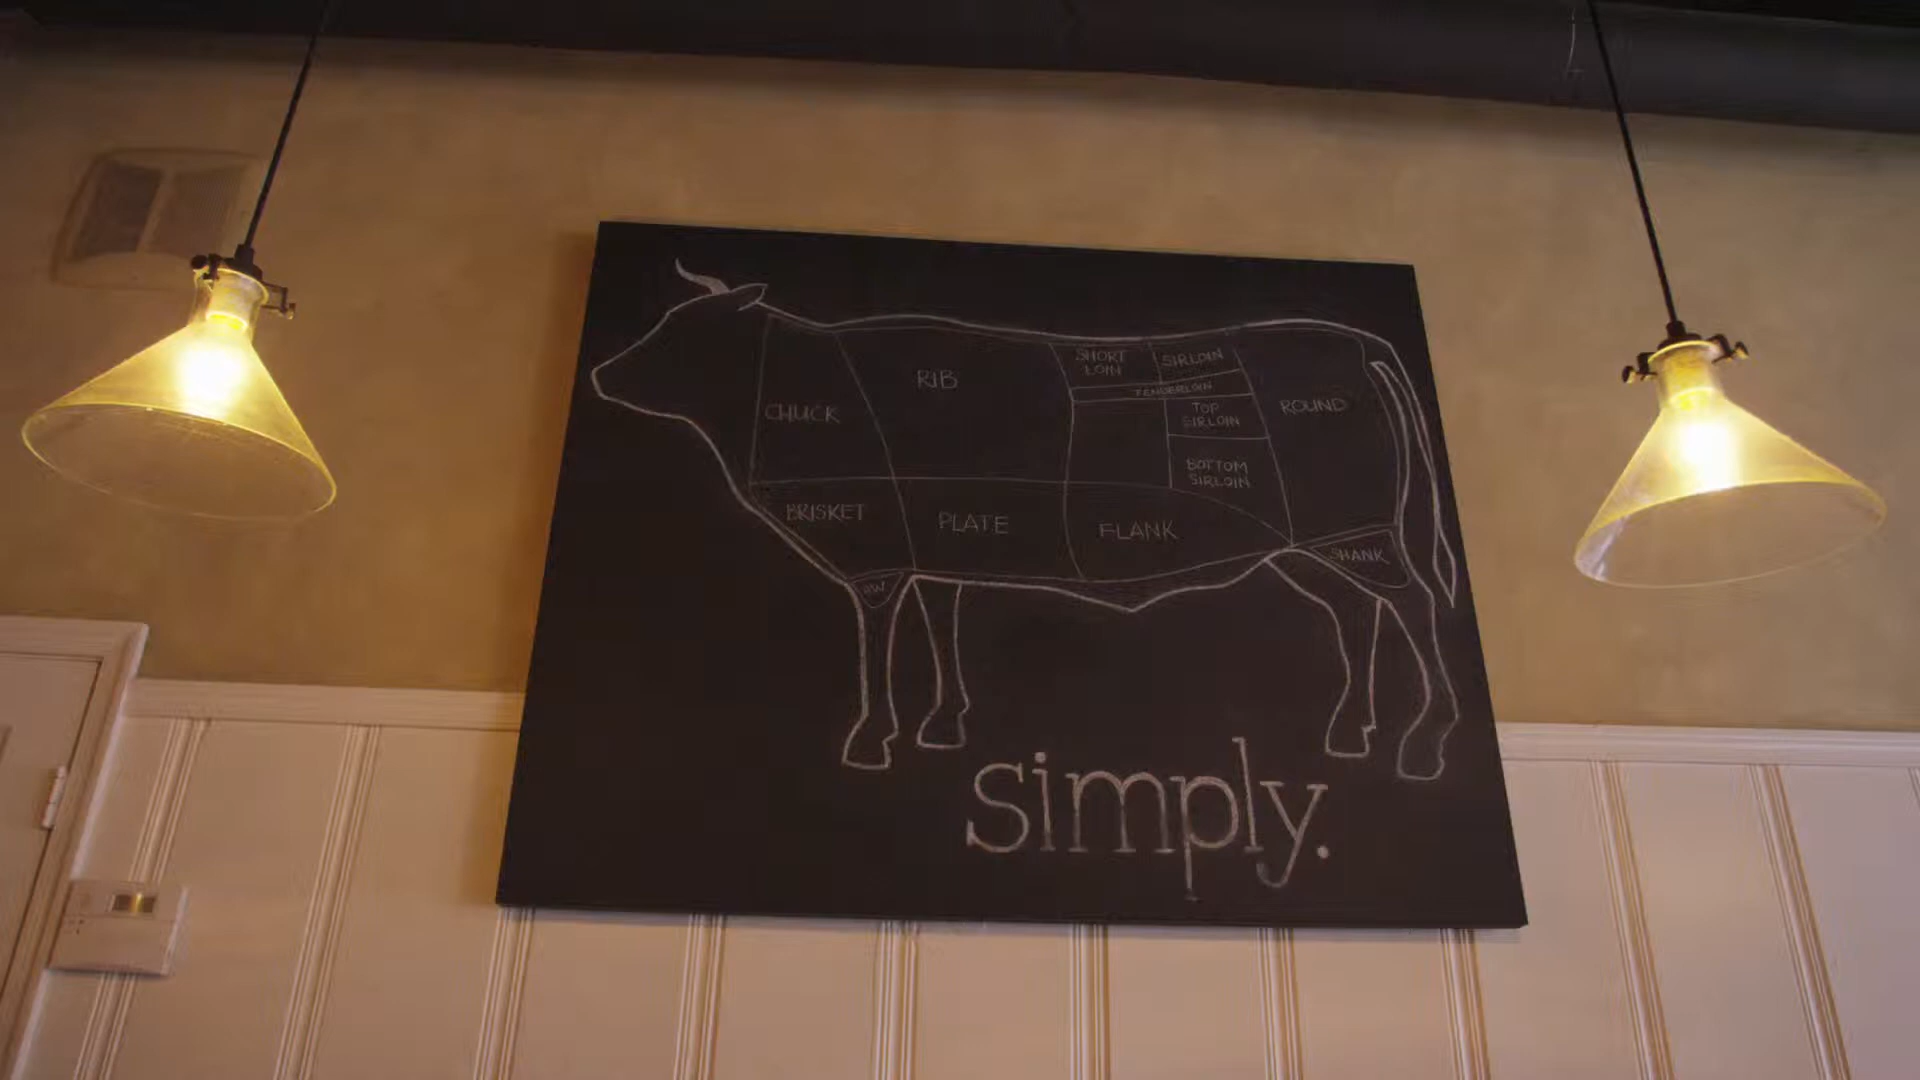 SHORT
LOIN
SIRLOIN
RIB
TENDERLOIN
CHUCK
TOP
SIRLOIN
ROUND
BOTTOM
SIRLOIN
BRISKET
PLATE
FLANK
SHANK
simply.